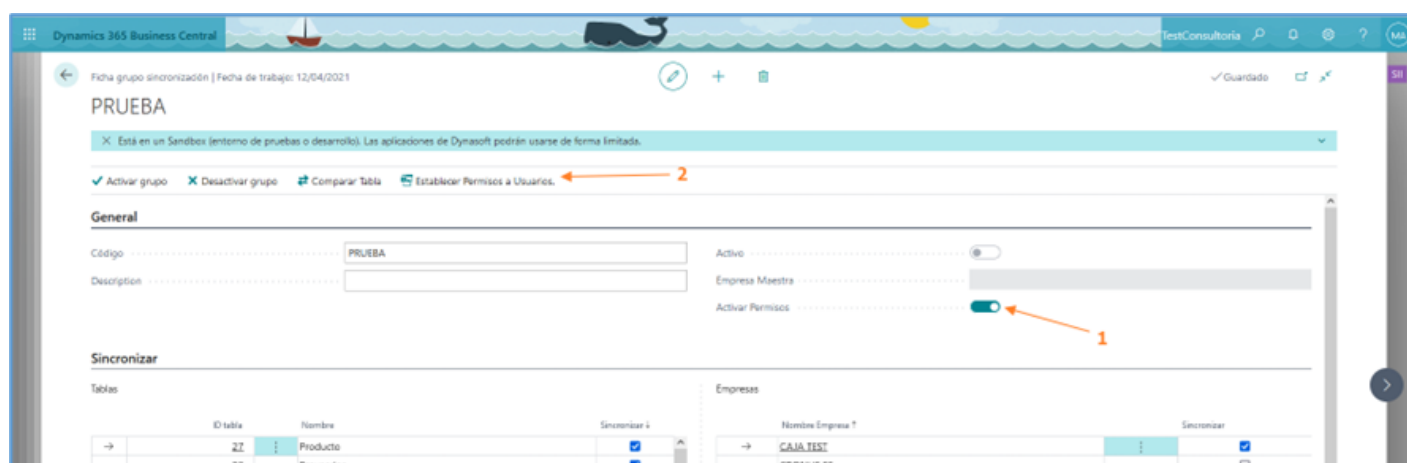 Dynamics 365 Business Central
TestConsultoria
?
MA
Ficha grupo sincronización | Fecha de trabajo: 12/04/2021
Guardado
SII
PRUEBA
Está en un Sandbox (entorno de pruebas o desarrollo). Las aplicaciones de Dynasoft podrán usarse de forma limitada.
Activar grupo Desactivar grupo Comparar Tabla Establecer Permisos a Usuarios. 2
General
Código PRUEBA Activo
Description Empresa Maestra
Activar Permisos
1
Sincronizar
Tablas Empresas
ID tabla Nombre Sincronizar ↓ Nombre Empresa ↑ Sincronizar
→ 27 Producto → CAJA TEST